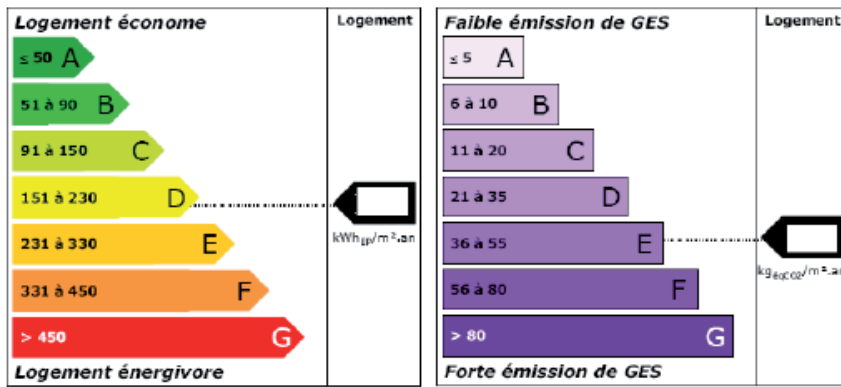 Logement économe
Logement
≤ 50 A
51 à 90 B
91 à 150 C
151 à 230 D
231 à 330 E
331 à 450 F
> 450 G
kWhEP/m².an
Logement énergivore
Faible émission de GES
Logement
≤ 5 A
6 à 10 B
11 à 20 C
21 à 35 D
36 à 55 E
56 à 80 F
> 80 G
kgéqCO2/m².an
Forte émission de GES